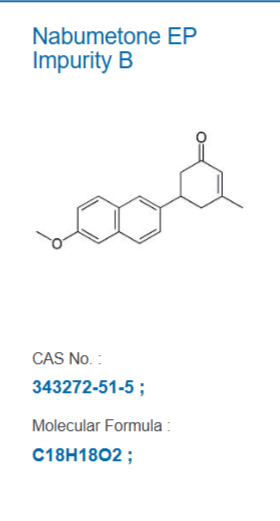 Nabumetone EP
Impurity B
O
O
CAS No. :
343272-51-5 ;
Molecular Formula :
C18H18O2 ;